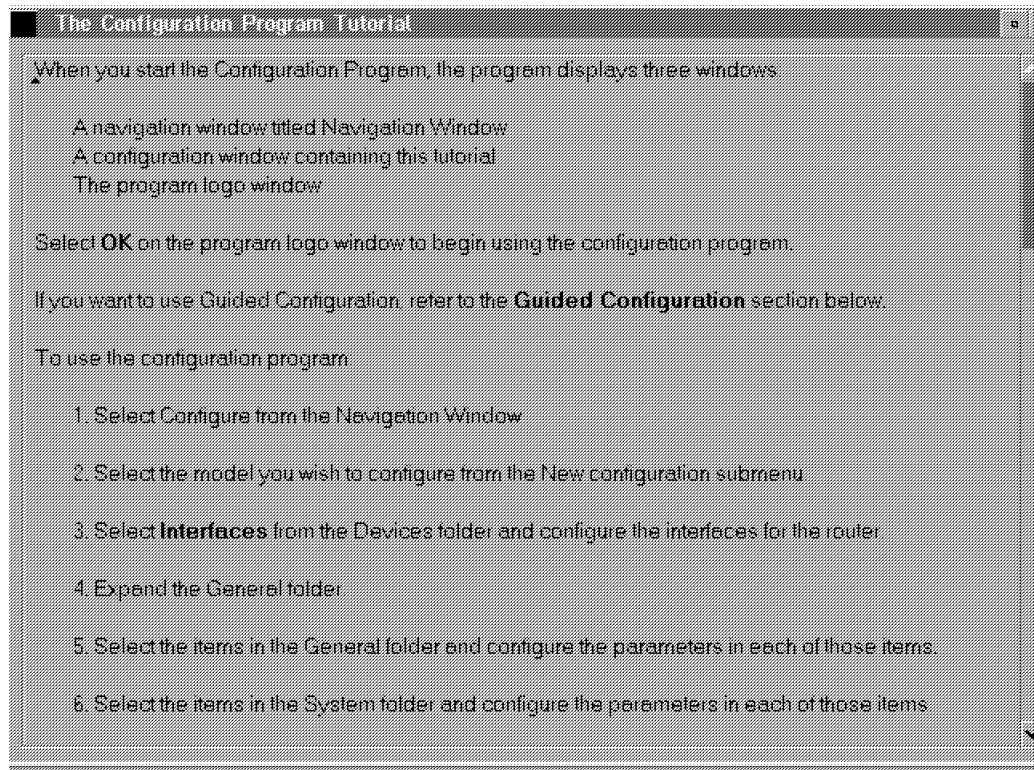 The Configuration Program Tutorial
When you start the Configuration Program, the program displays three windows:
A navigation window titled Navigation Window
A configuration window containing this tutorial
The program logo window
Select OK on the program logo window to begin using the configuration program.
If you want to use Guided Configuration, refer to the Guided Configuration section below.
To use the configuration program:
1. Select Configure from the Navigation Window.
2. Select the model you wish to configure from the New configuration submenu.
3. Select Interfaces from the Devices folder and configure the interfaces for the router.
4. Expand the General folder.
5. Select the items in the General folder and configure the parameters in each of those items.
6. Select the items in the System folder and configure the parameters in each of those items.